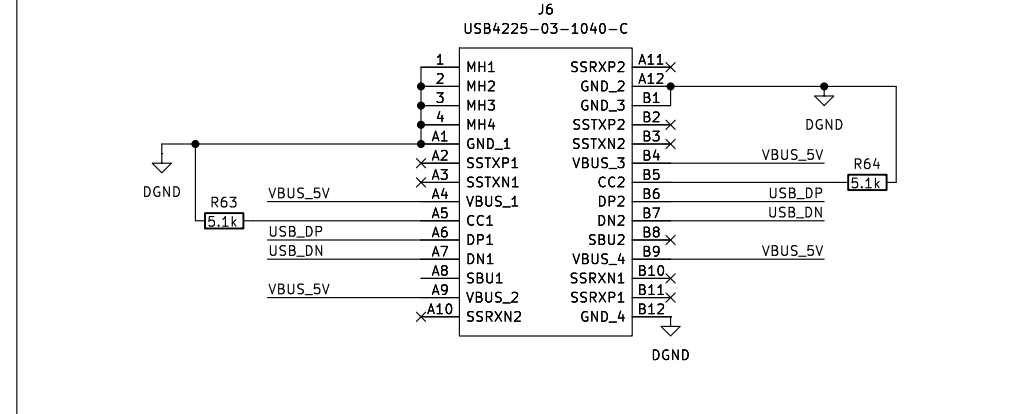 J6
USB4225-03-1040-C
1 MH1 SSRXP2 A11
2 MH2 GND_2 A12
3 MH3 GND_3 B1
4 MH4 SSTXP2 B2
DGND
A1 GND_1 SSTXN2 B3
A2 SSTXP1 VBUS_3 B4 VBUS_5V
R64
A3 SSTXN1 CC2 B5 5.1k
DGND
VBUS_5V A4 VBUS_1 DP2 B6 USB_DP
R63
5.1k A5 CC1 DN2 B7 USB_DN
USB_DP A6 DP1 SBU2 B8
USB_DN A7 DN1 VBUS_4 B9 VBUS_5V
A8 SBU1 SSRXN1 B10
VBUS_5V A9 VBUS_2 SSRXP1 B11
A10 SSRXN2 GND_4 B12
DGND